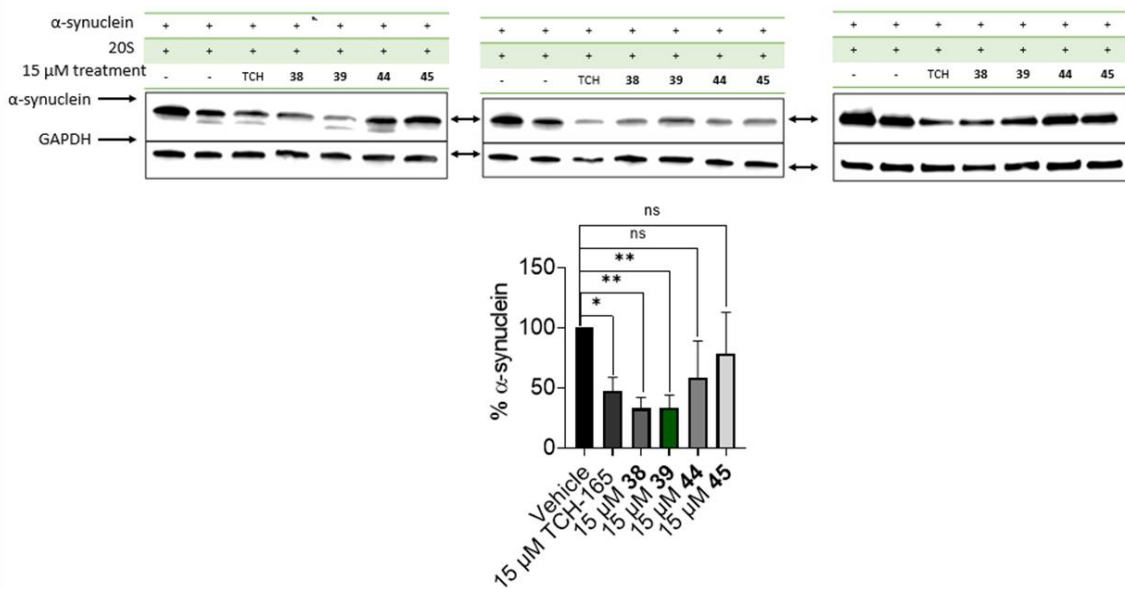 α-synuclein + + + + + + +
20S + + + + + + +
15 µM treatment - - TCH 38 39 44 45
α-synuclein
GAPDH
+ + + + + + +
+ + + + + + +
- - TCH 38 39 44 45
+ + + + + + +
+ + + + + + +
- - TCH 38 39 44 45
ns
ns
**
**
*
% α-synuclein
150
100
50
0
Vehicle
15 µM TCH-165
15 µM 38
15 µM 39
15 µM 44
15 µM 45